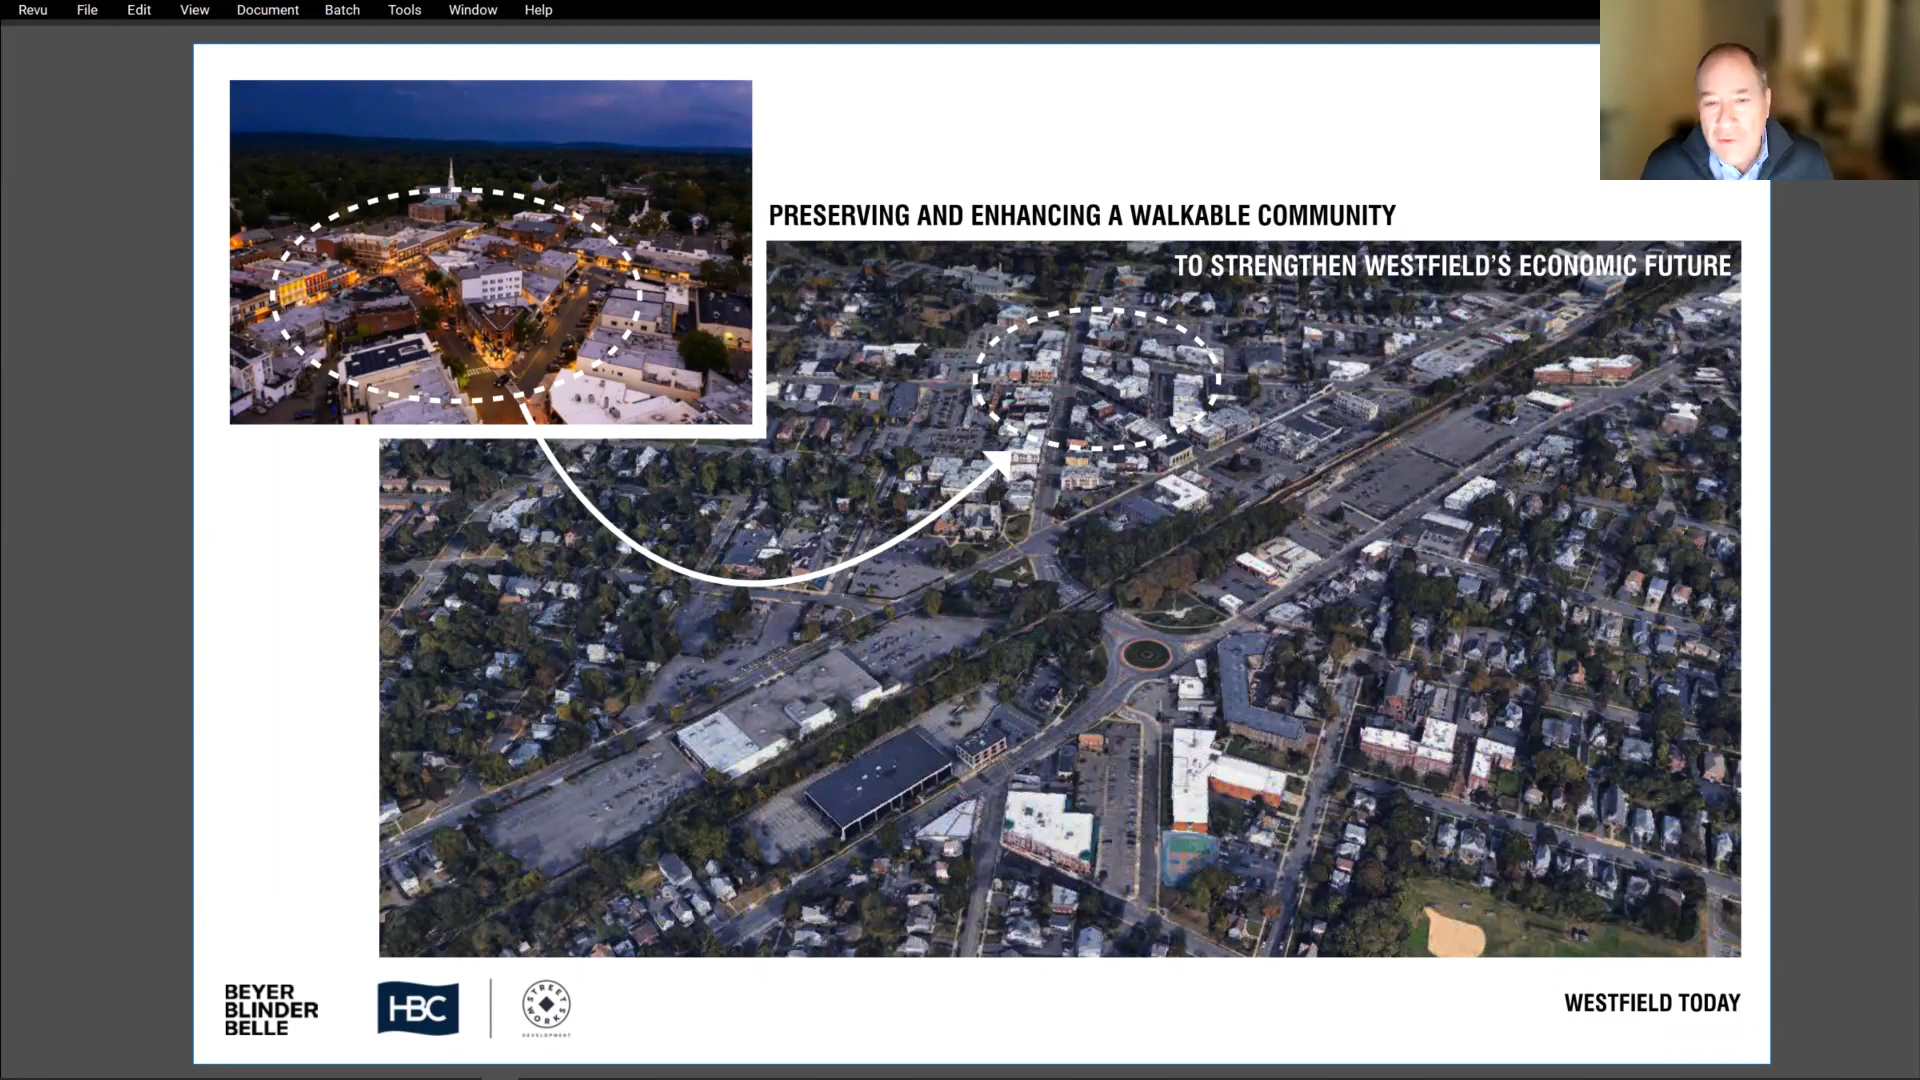 Revu File Edit View Document Batch Tools Window Help
PRESERVING AND ENHANCING A WALKABLE COMMUNITY
TO STRENGTHEN WESTFIELD'S ECONOMIC FUTURE
BEYER
BLINDER
BELLE
HBC
STREET
WORKS
DEVELOPMENT
WESTFIELD TODAY